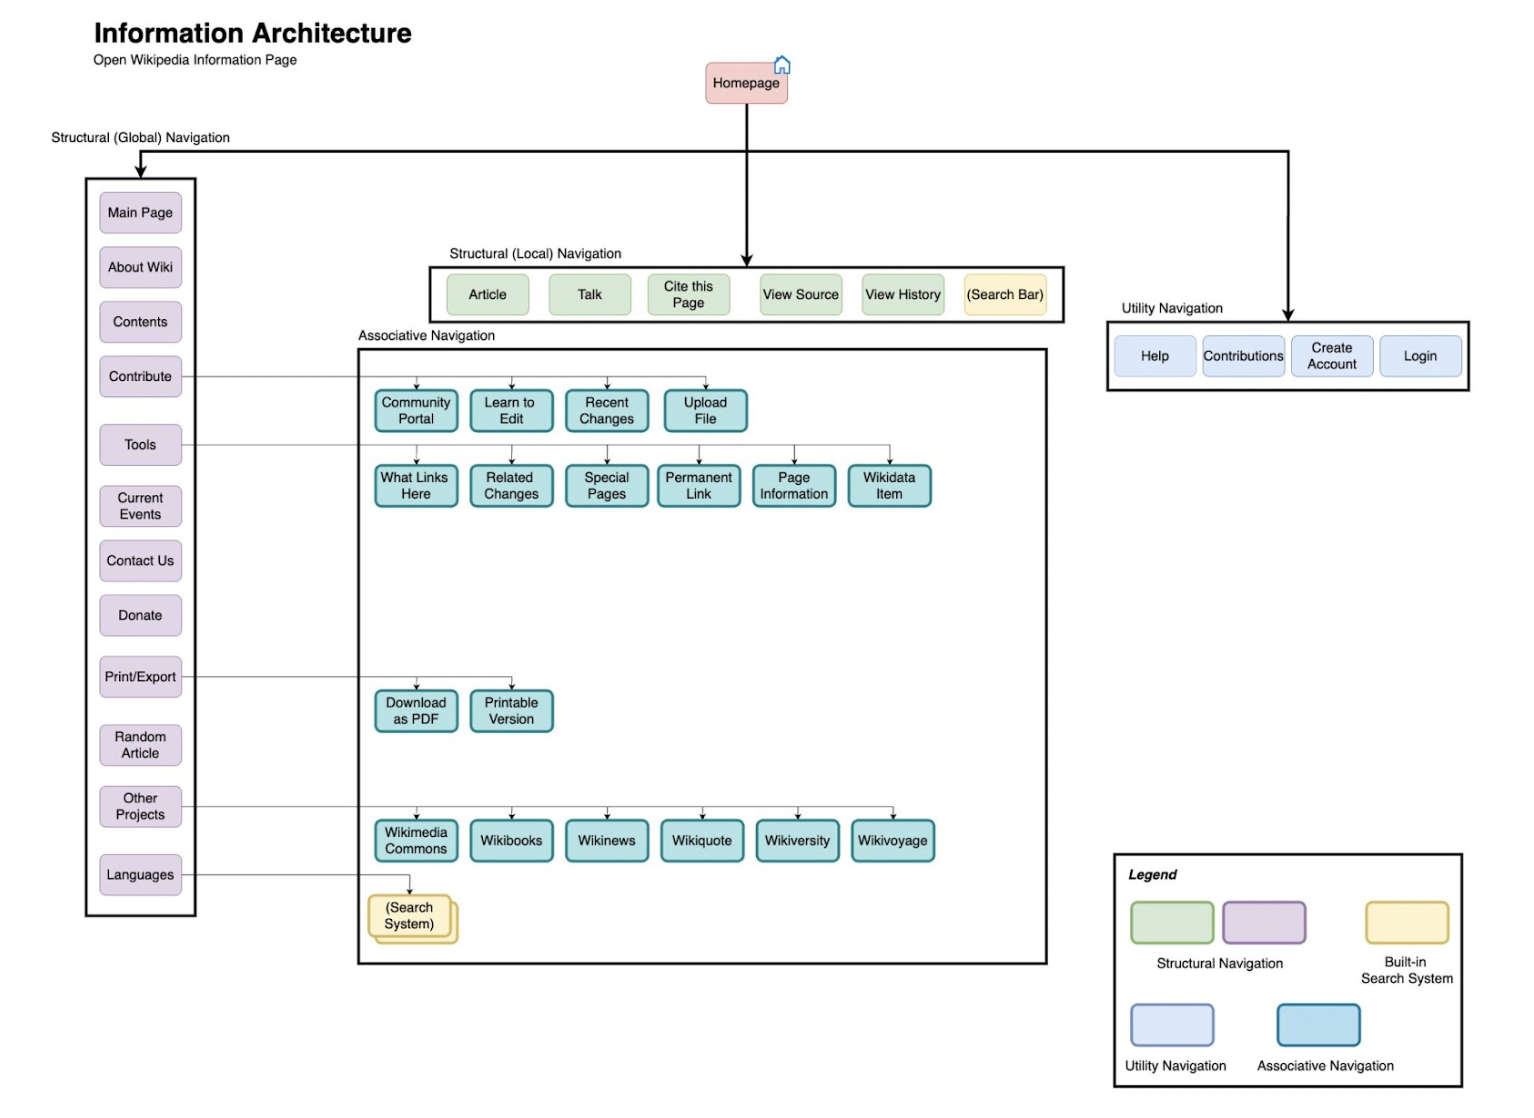 Information Architecture
Open Wikipedia Information Page
Homepage
Structural (Global) Navigation
Main Page
About Wiki
Contents
Contribute
Tools
Current
Events
Contact Us
Donate
Print/Export
Random
Article
Other
Projects
Languages
Structural (Local) Navigation
Article
Talk
Cite this
Page
View Source
View History
(Search Bar)
Utility Navigation
Help
Contributions
Create
Account
Login
Associative Navigation
Community
Portal
Learn to
Edit
Recent
Changes
Upload
File
What Links
Here
Related
Changes
Special
Pages
Permanent
Link
Page
Information
Wikidata
Item
Download
as PDF
Printable
Version
Wikimedia
Commons
Wikibooks
Wikinews
Wikiquote
Wikiversity
Wikivoyage
(Search
System)
Legend
Structural Navigation
Built-in
Search System
Utility Navigation
Associative Navigation